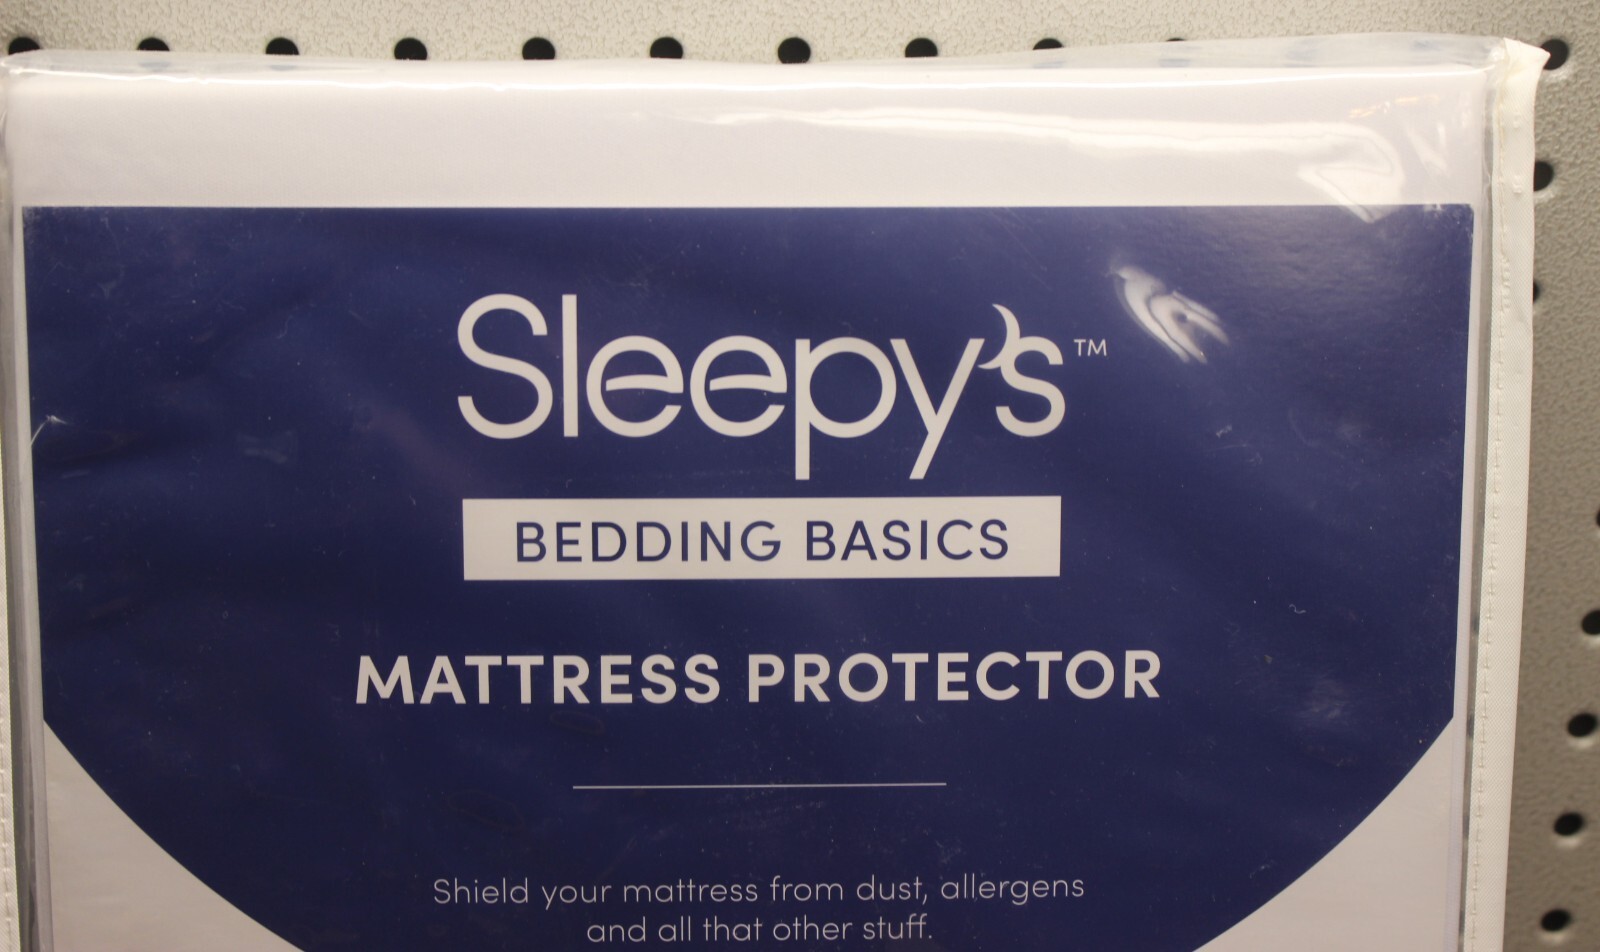 Sleepy's™
BEDDING BASICS
MATTRESS PROTECTOR
Shield your mattress from dust, allergens
and all that other stuff.